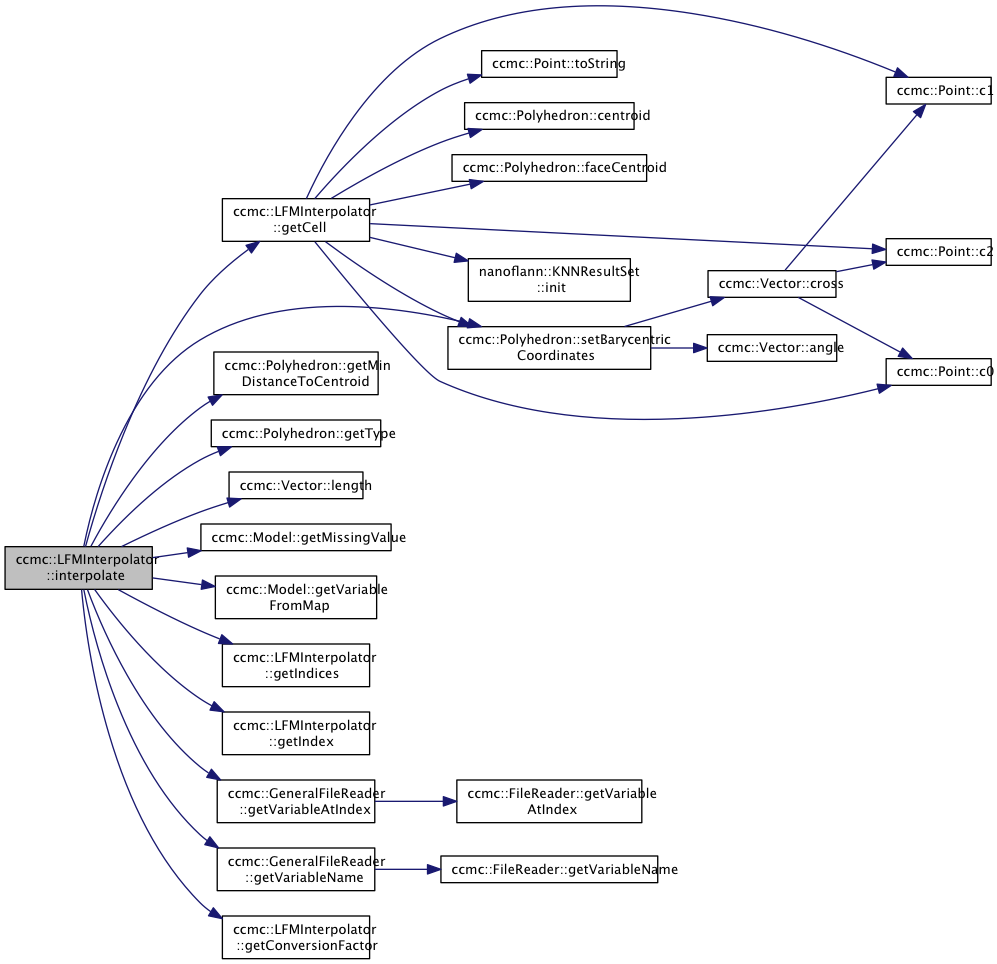 ccmc::LFMInterpolator
::interpolate
ccmc::LFMInterpolator
::getCell
ccmc::Polyhedron::getMin
DistanceToCentroid
ccmc::Polyhedron::getType
ccmc::Vector::length
ccmc::Model::getMissingValue
ccmc::Model::getVariable
FromMap
ccmc::LFMInterpolator
::getIndices
ccmc::LFMInterpolator
::getIndex
ccmc::GeneralFileReader
::getVariableAtIndex
ccmc::GeneralFileReader
::getVariableName
ccmc::LFMInterpolator
::getConversionFactor
ccmc::Point::toString
ccmc::Polyhedron::centroid
ccmc::Polyhedron::faceCentroid
nanoflann::KNNResultSet
::init
ccmc::Polyhedron::setBarycentric
Coordinates
ccmc::FileReader::getVariable
AtIndex
ccmc::FileReader::getVariableName
ccmc::Vector::cross
ccmc::Vector::angle
ccmc::Point::c1
ccmc::Point::c2
ccmc::Point::c0